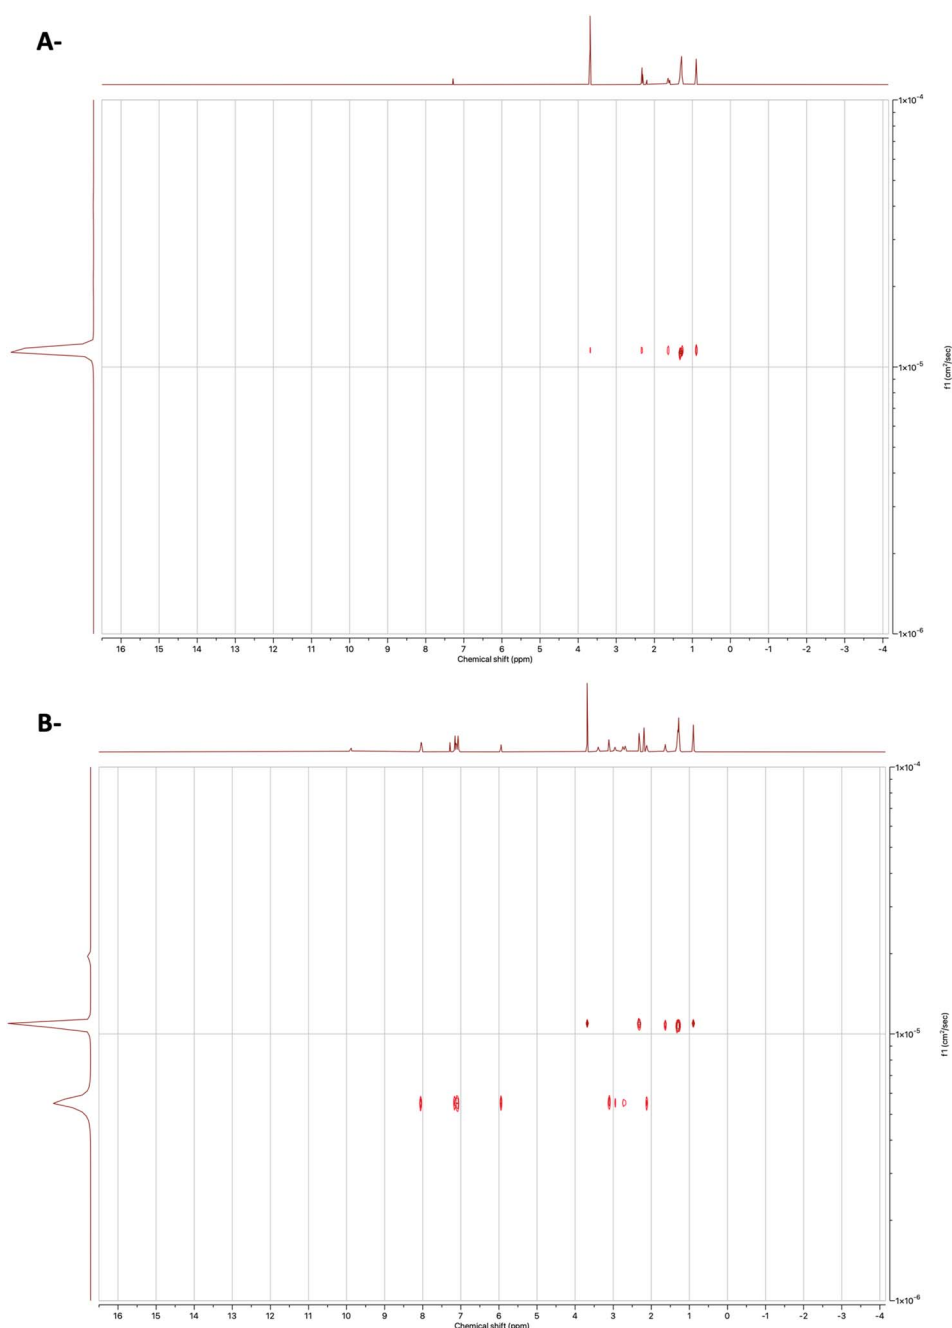 A-
1×10-4
f1 (cm2/sec)
1×10-5
1×10-6
16 15 14 13 12 11 10 9 8 7 6 5 4 3 2 1 0 -1 -2 -3 -4
Chemical shift (ppm)
B-
1×10-4
f1 (cm2/sec)
1×10-5
1×10-6
16 15 14 13 12 11 10 9 8 7 6 5 4 3 2 1 0 -1 -2 -3 -4
Chemical shift (ppm)